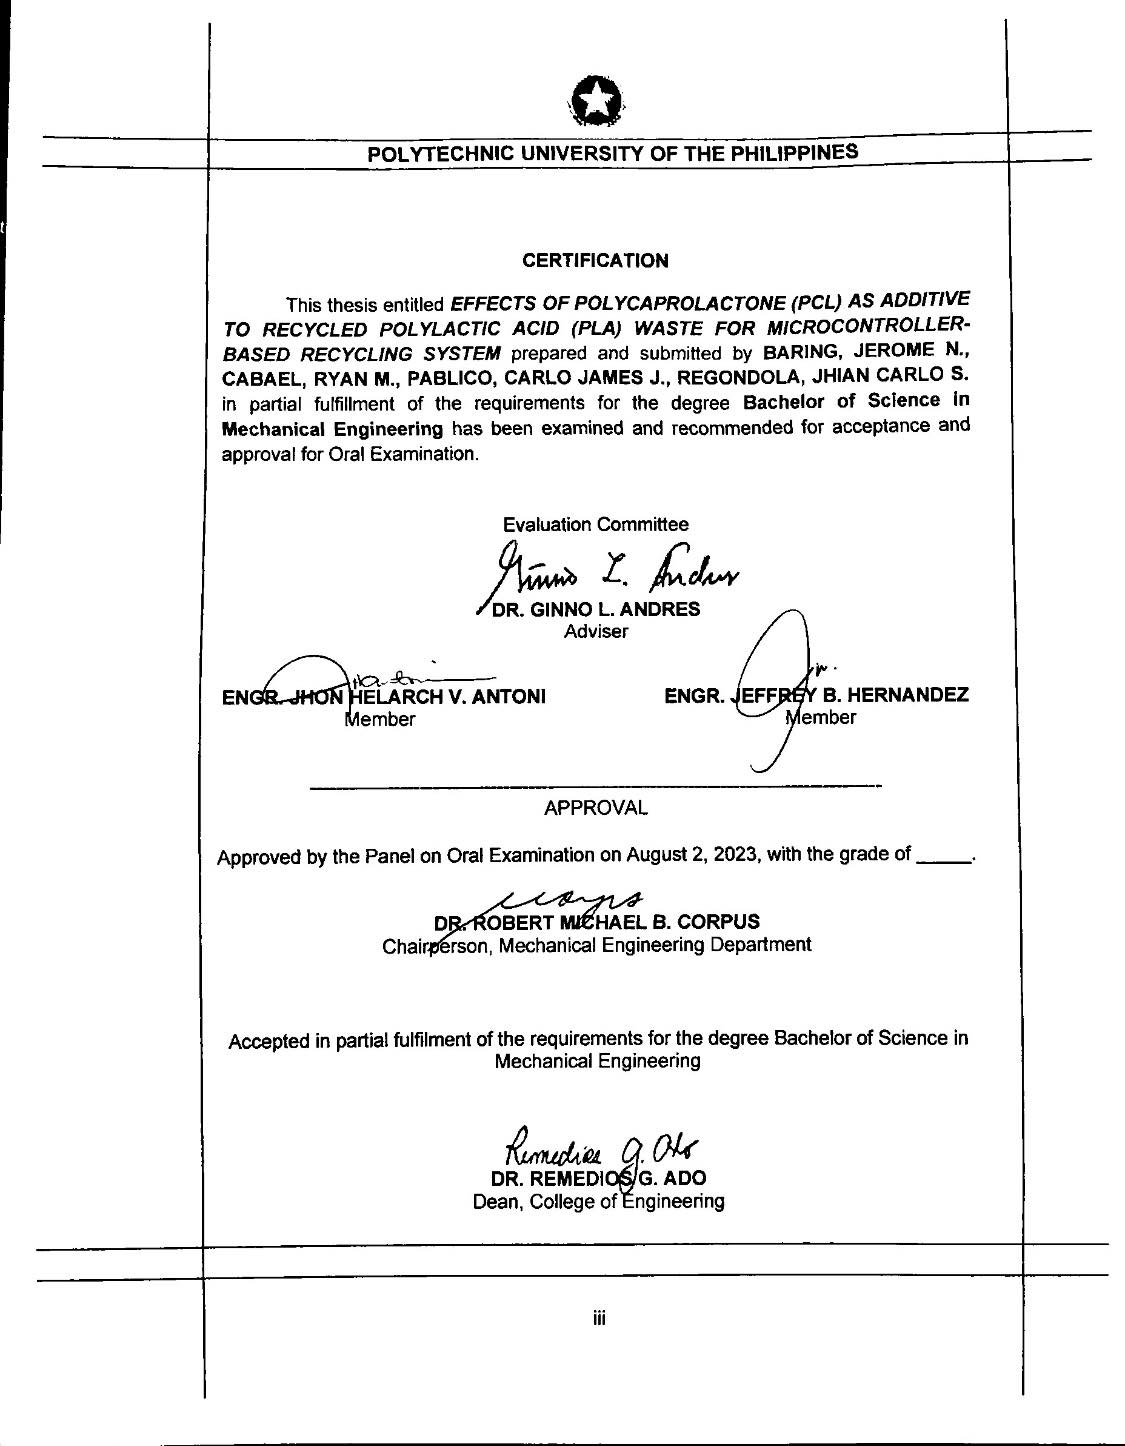 POLYTECHNIC UNIVERSITY OF THE PHILIPPINES
CERTIFICATION
This thesis entitled EFFECTS OF POLYCAPROLACTONE (PCL) AS ADDITIVE
TO RECYCLED POLYLACTIC ACID (PLA) WASTE FOR MICROCONTROLLER-
BASED RECYCLING SYSTEM prepared and submitted by BARING, JEROME N.,
CABAEL, RYAN M., PABLICO, CARLO JAMES J., REGONDOLA, JHIAN CARLO S.
in partial fulfillment of the requirements for the degree Bachelor of Science in
Mechanical Engineering has been examined and recommended for acceptance and
approval for Oral Examination.
Evaluation Committee
Ginno L. Andres
DR. GINNO L. ANDRES
Adviser
ENGR. JHON HELARCH V. ANTONI ENGR. JEFFREY B. HERNANDEZ
Member Member
APPROVAL
Approved by the Panel on Oral Examination on August 2, 2023, with the grade of _____.
DR. ROBERT MICHAEL B. CORPUS
Chairperson, Mechanical Engineering Department
Accepted in partial fulfilment of the requirements for the degree Bachelor of Science in
Mechanical Engineering
Remedios G. Ado
DR. REMEDIOS G. ADO
Dean, College of Engineering
iii